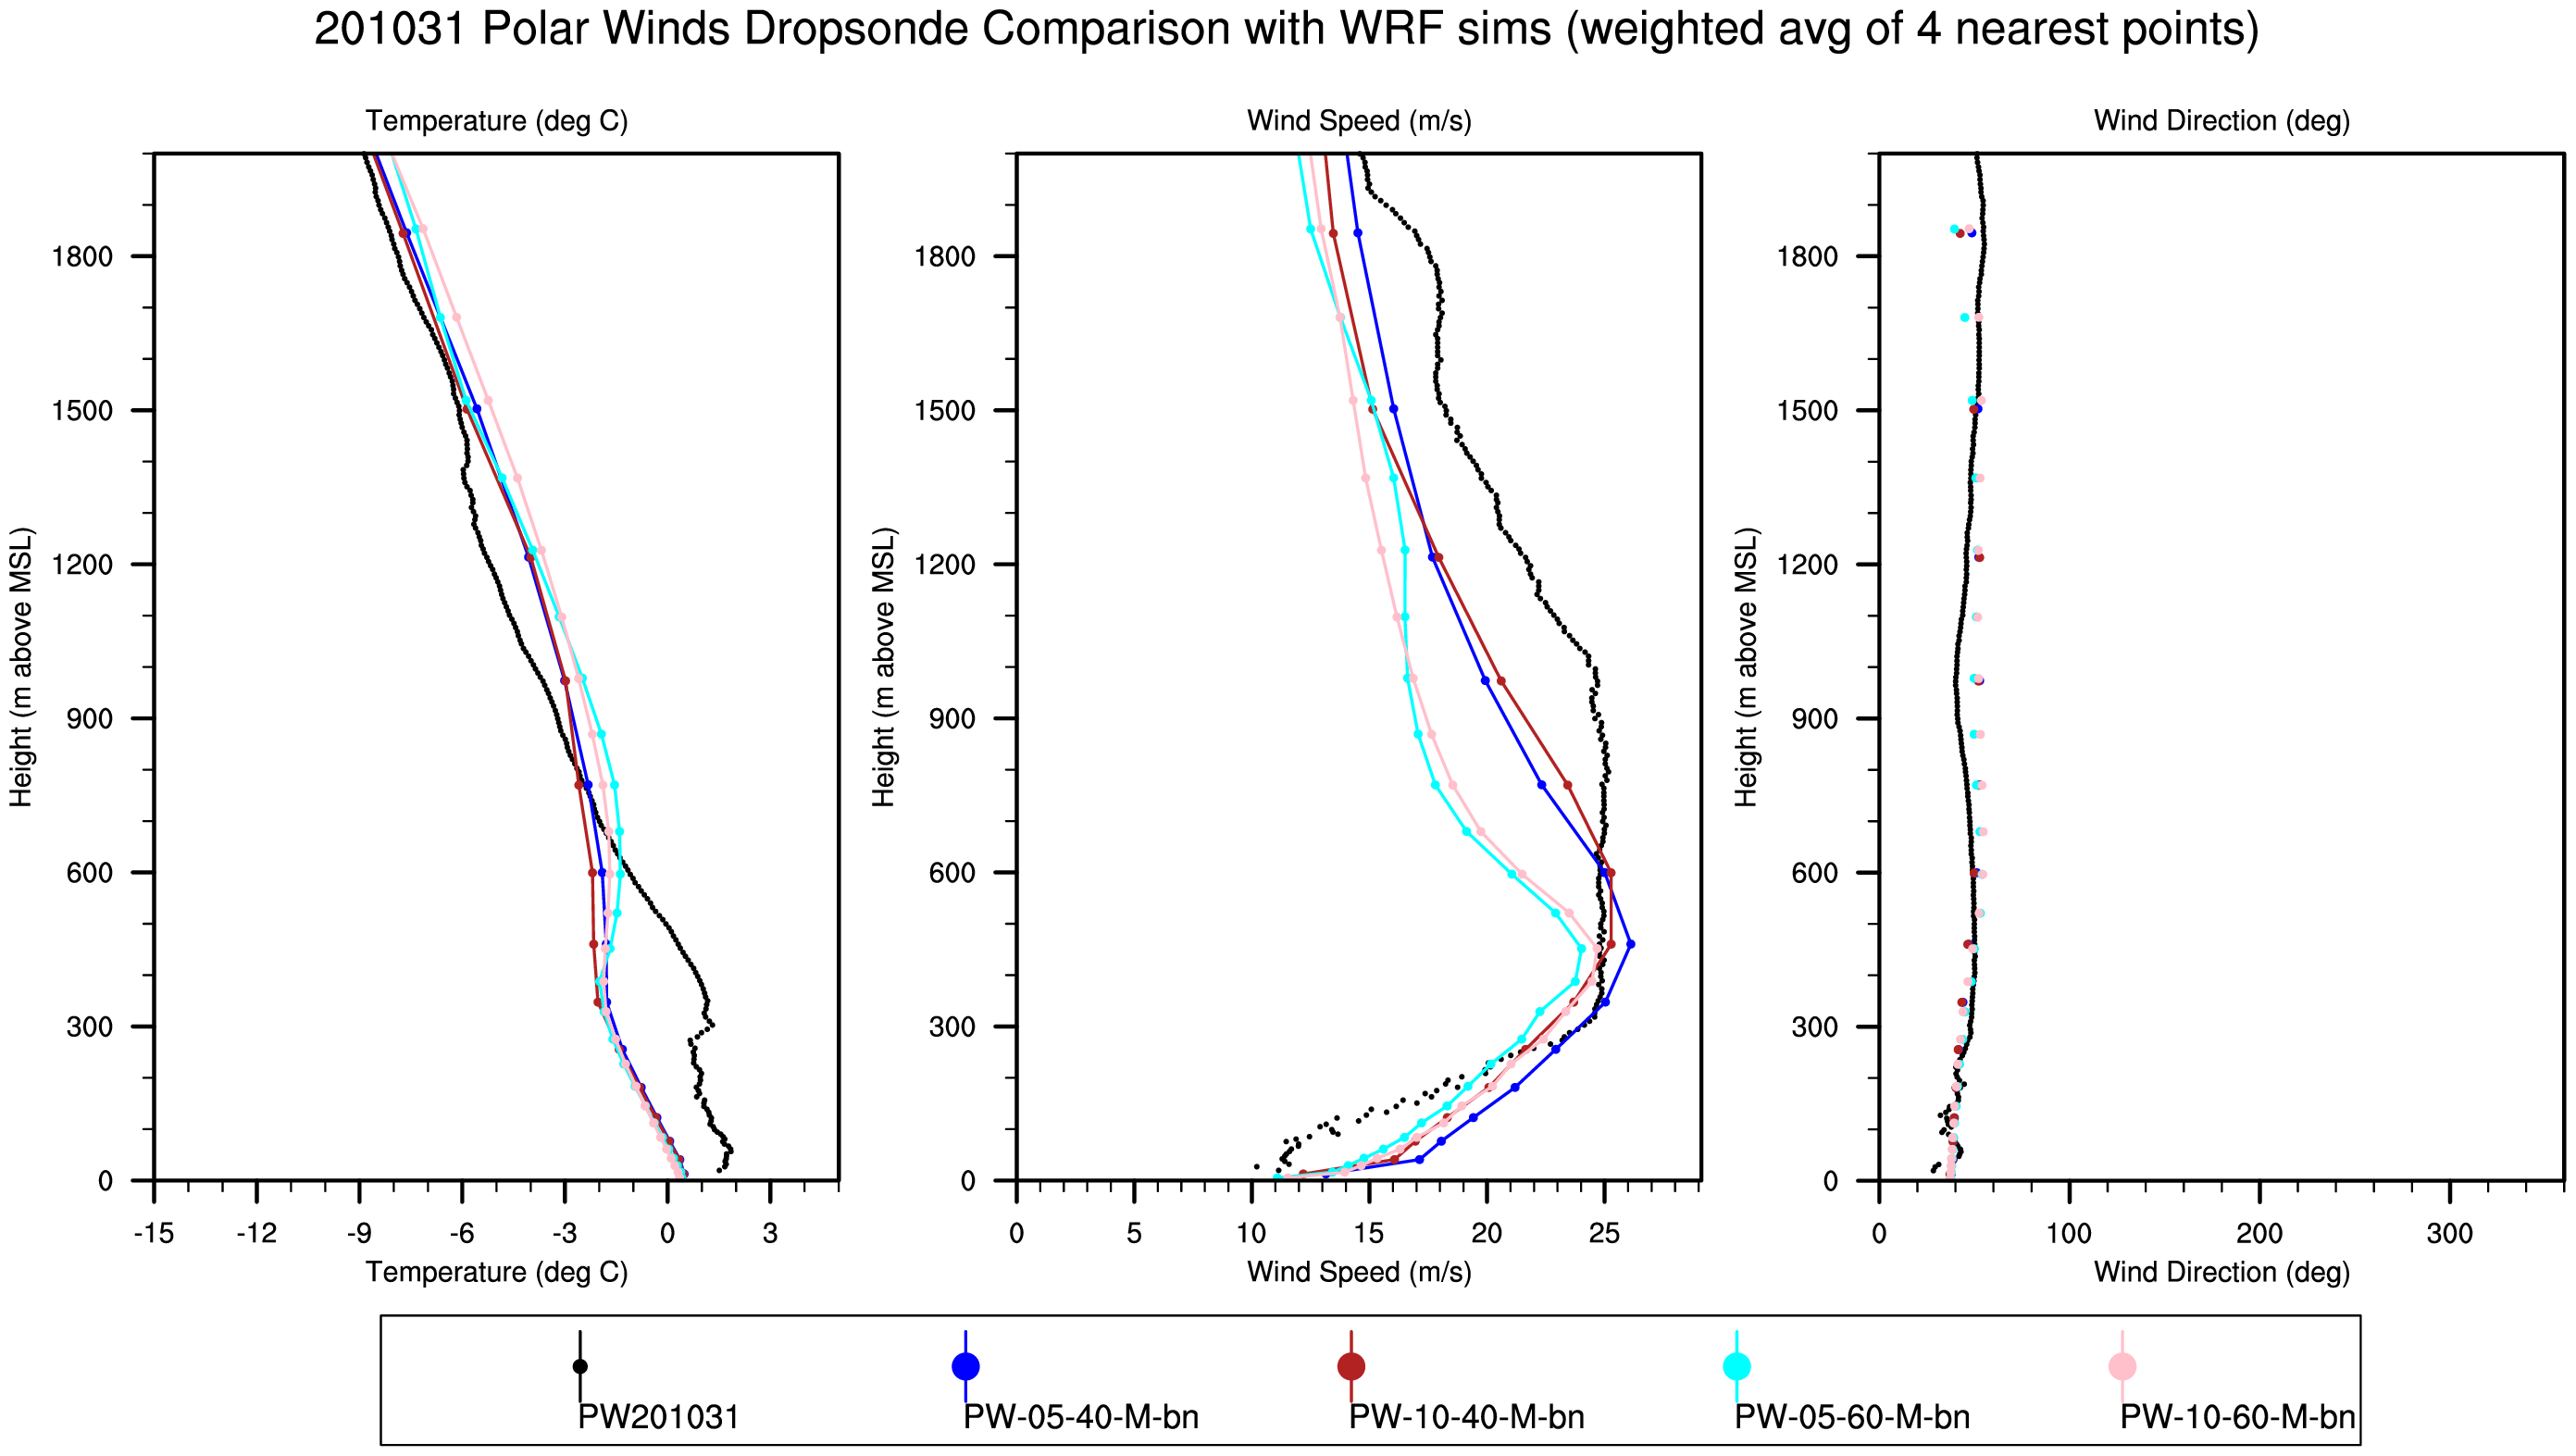 201031 Polar Winds Dropsonde Comparison with WRF sims (weighted avg of 4 nearest points)
Temperature (deg C)
Wind Speed (m/s)
Wind Direction (deg)
Height (m above MSL)
1800
1500
1200
900
600
300
0
-15 -12 -9 -6 -3 0 3
Temperature (deg C)
Height (m above MSL)
1800
1500
1200
900
600
300
0
0 5 10 15 20 25
Wind Speed (m/s)
Height (m above MSL)
1800
1500
1200
900
600
300
0
0 100 200 300
Wind Direction (deg)
PW201031
PW-05-40-M-bn
PW-10-40-M-bn
PW-05-60-M-bn
PW-10-60-M-bn